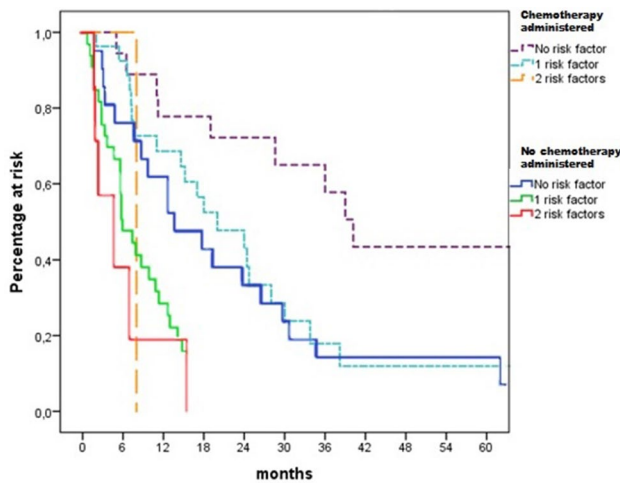 Chemotherapy
administered
No risk factor
1 risk factor
2 risk factors
No chemotherapy
administered
No risk factor
1 risk factor
2 risk factors
Percentage at risk
1,0
0,8
0,6
0,4
0,2
0,0
0 6 12 18 24 30 36 42 48 54 60
months